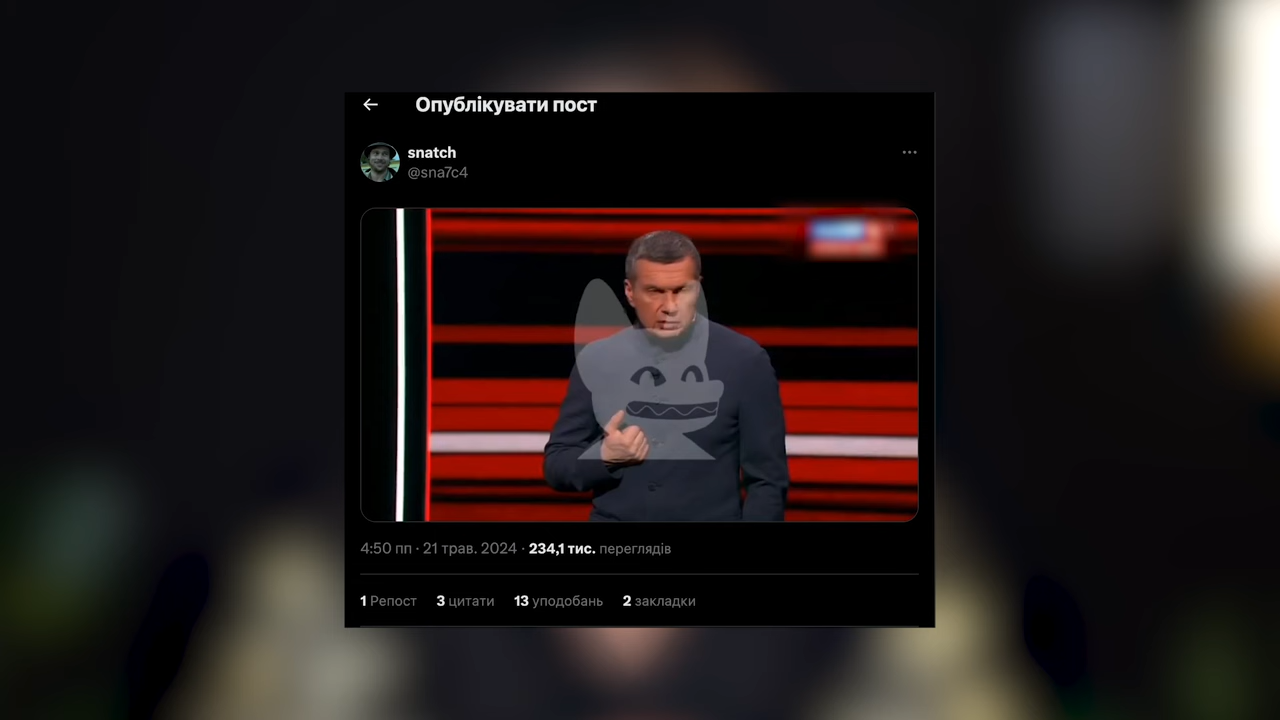 Опублікувати пост
snatch
@sna7c4
4:50 пп · 21 трав. 2024 · 234,1 тис. переглядів
1 Репост 3 цитати 13 уподобань 2 закладки